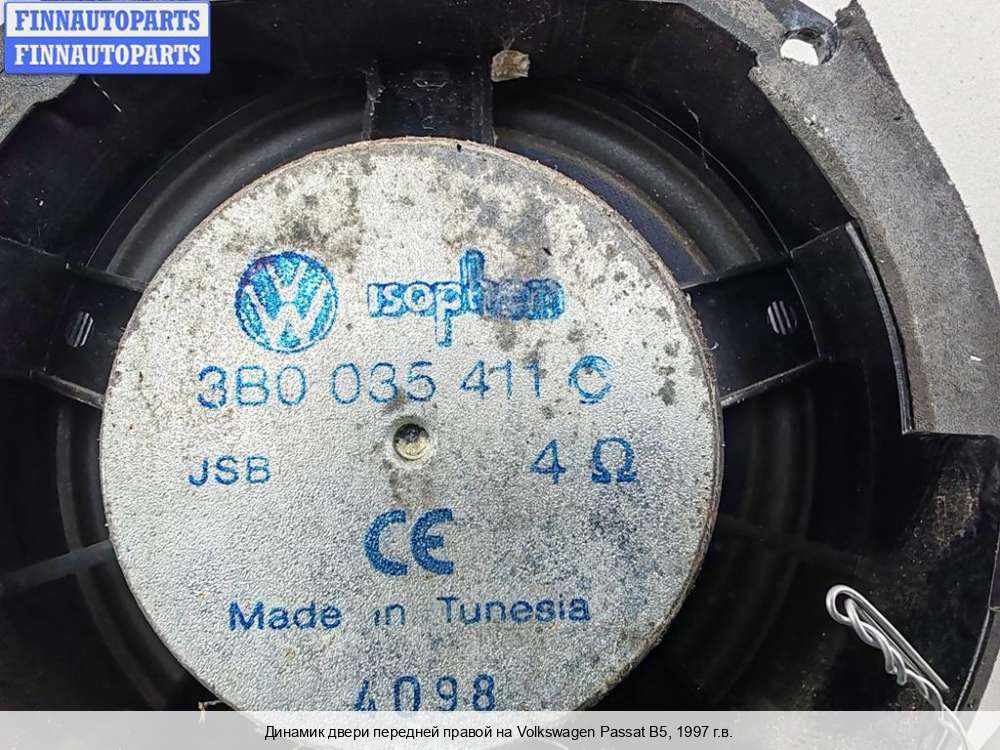 FINNAUTOPARTS
FINNAUTOPARTS
isophon
3B0 035 411 C
JSB 4 Ω
CE
Made in Tunesia
4098
Динамик двери передней правой на Volkswagen Passat B5, 1997 г.в.